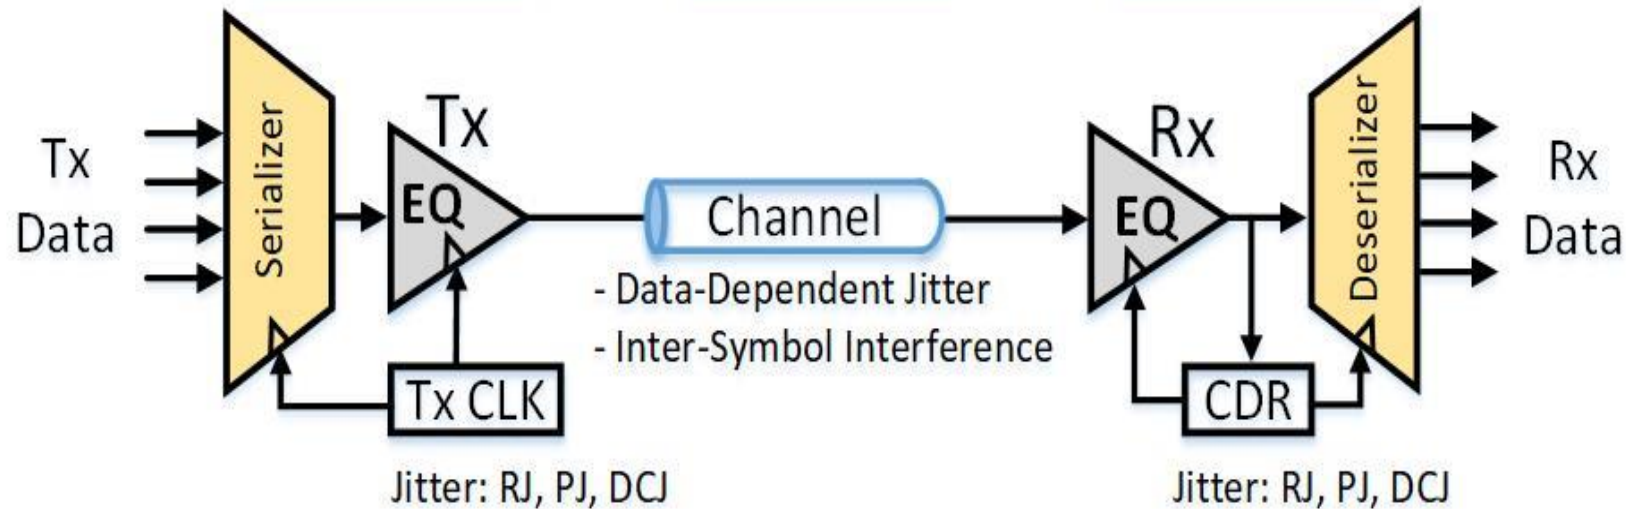 Tx
Data
Serializer
Tx
EQ
Tx CLK
Jitter: RJ, PJ, DCJ
Channel
- Data-Dependent Jitter
- Inter-Symbol Interference
Rx
EQ
CDR
Jitter: RJ, PJ, DCJ
Deserializer
Rx
Data